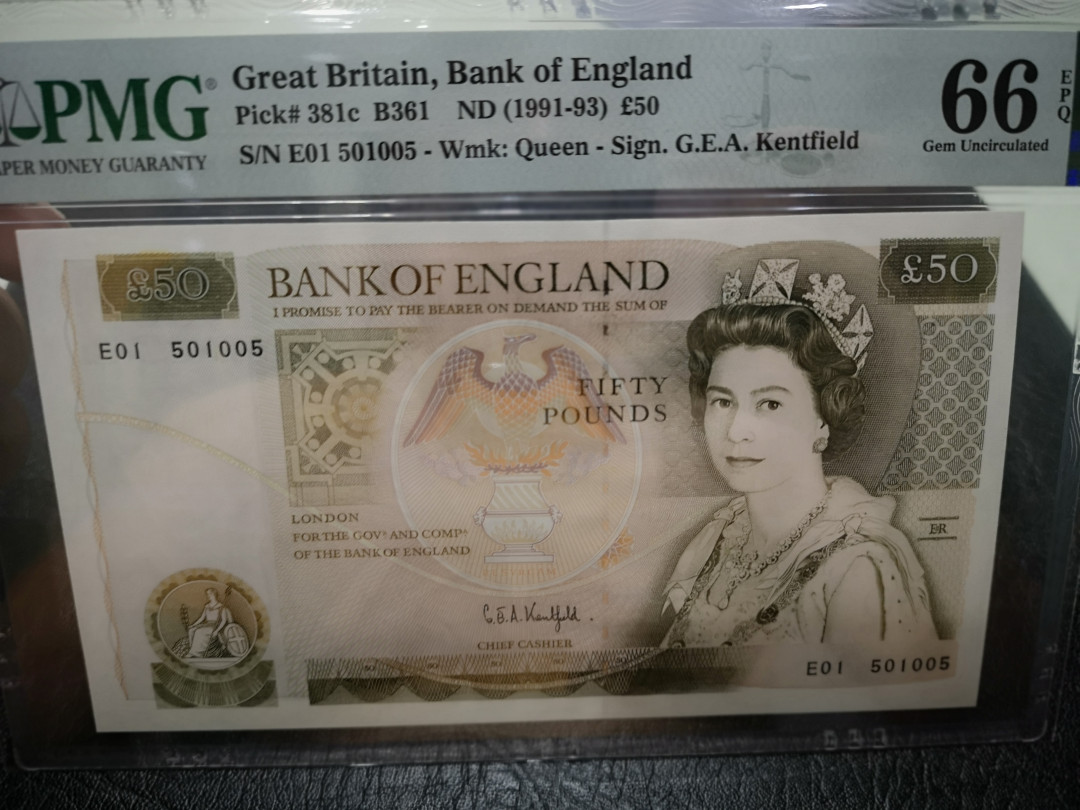 PMG®
PER MONEY GUARANTY
Great Britain, Bank of England
Pick# 381c B361 ND (1991-93) £50
S/N E01 501005 - Wmk: Queen - Sign. G.E.A. Kentfield
66
EPQ
Gem Uncirculated
£50
BANK OF ENGLAND
£50
I PROMISE TO PAY THE BEARER ON DEMAND THE SUM OF
E01 501005
FIFTY
POUNDS
LONDON
FOR THE GOVR AND COMPA
OF THE BANK OF ENGLAND
ER
G.E.A. Kentfield.
CHIEF CASHIER
E01 501005